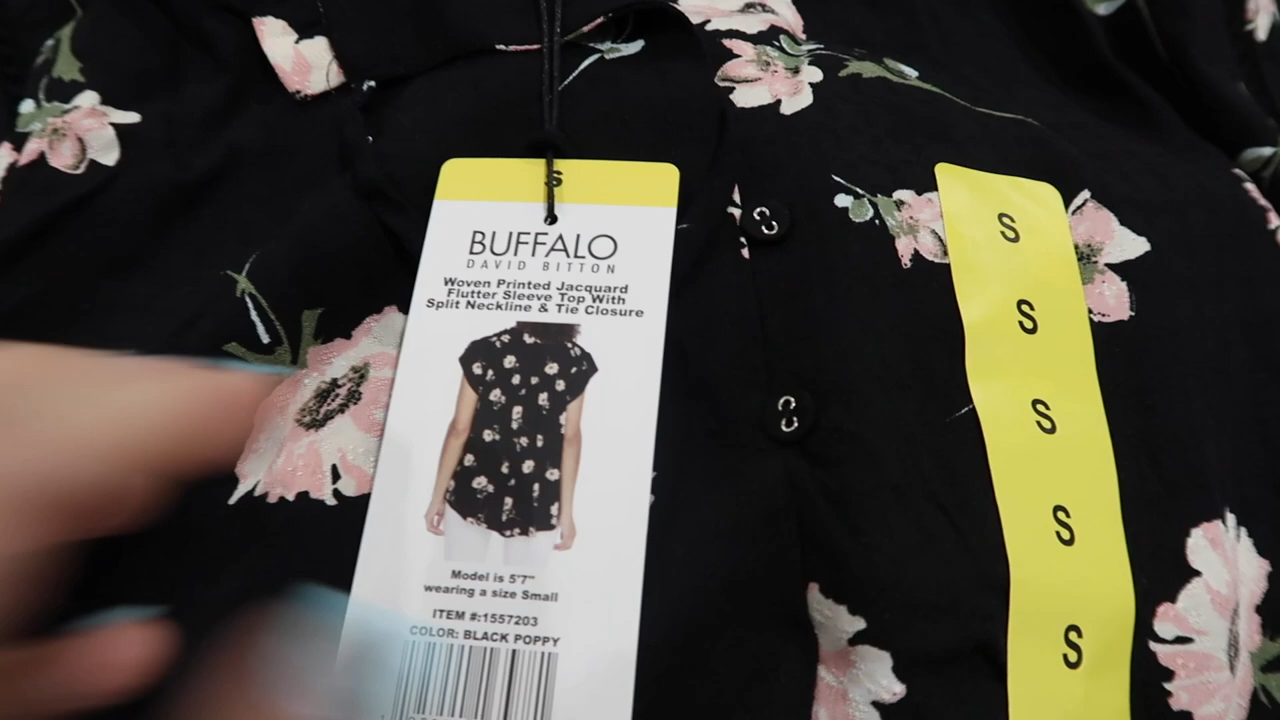 S
BUFFALO
DAVID BITTON
Woven Printed Jacquard
Flutter Sleeve Top With
Split Neckline & Tie Closure
Model is 5'7"
wearing a size Small
ITEM #:1557203
COLOR: BLACK POPPY
S
S
S
S
S